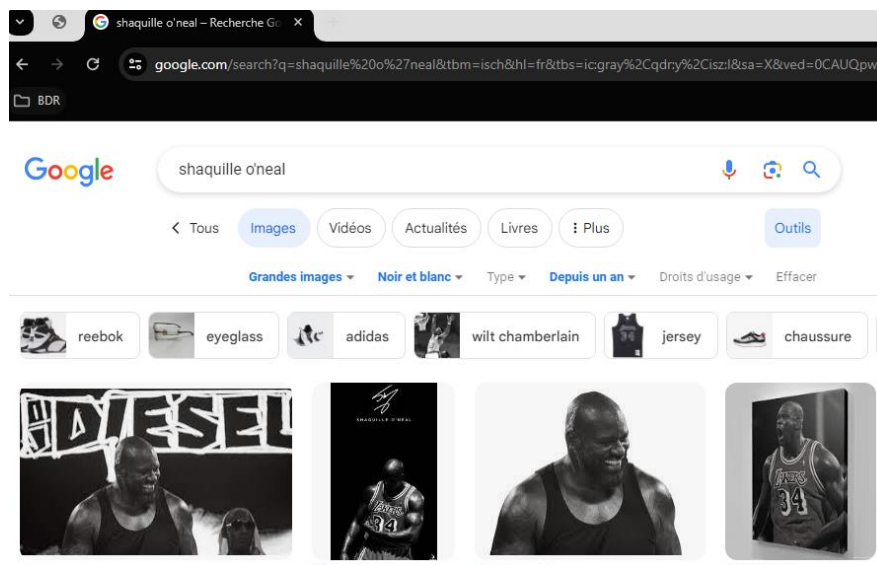 shaquille o'neal – Recherche Go
google.com/search?q=shaquille%20o%27neal&tbm=isch&hl=fr&tbs=ic:gray%2Cqdr:y%2Cisz:l&sa=X&ved=0CAUQpw
BDR
Google
shaquille o'neal
Tous Images Vidéos Actualités Livres Plus Outils
Grandes images Noir et blanc Type Depuis un an Droits d'usage Effacer
reebok eyeglass adidas wilt chamberlain jersey chaussure
DIESEL
SHAQUILLE O'NEAL
LAKERS
34
LAKERS
34